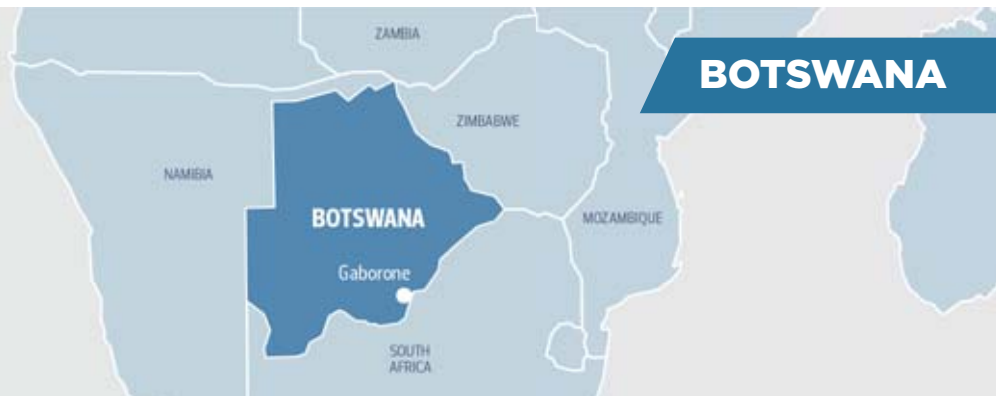 ZAMBIA
BOTSWANA
ZIMBABWE
NAMIBIA
BOTSWANA
MOZAMBIQUE
Gaborone
SOUTH
AFRICA